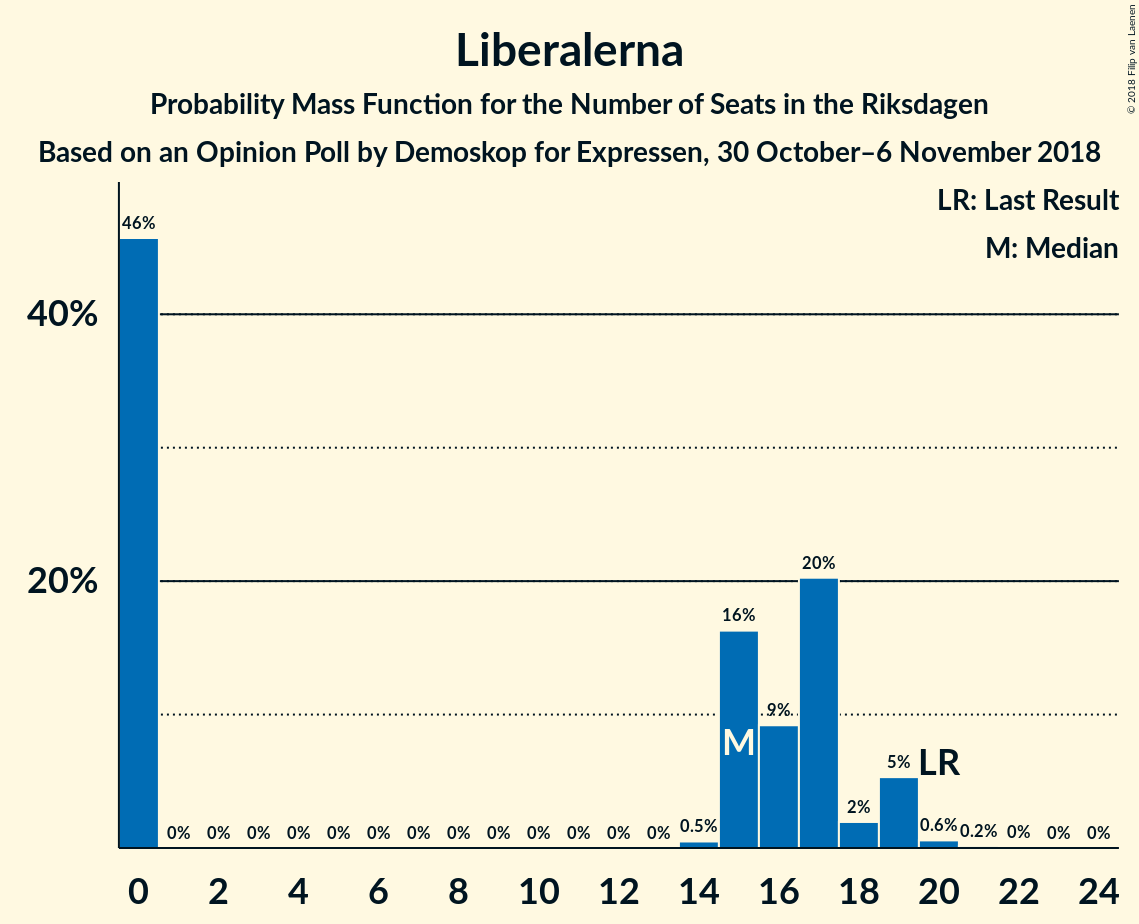 Liberalerna
Probability Mass Function for the Number of Seats in the Riksdagen
Based on an Opinion Poll by Demoskop for Expressen, 30 October–6 November 2018
© 2018 Filip van Laenen
LR: Last Result
M: Median
46%
40%
20%
20%
16%
9%
M
5%
LR
2%
0% 0% 0% 0% 0% 0% 0% 0% 0% 0% 0% 0% 0% 0.5% 0.6% 0.2% 0% 0% 0%
0 2 4 6 8 10 12 14 16 18 20 22 24